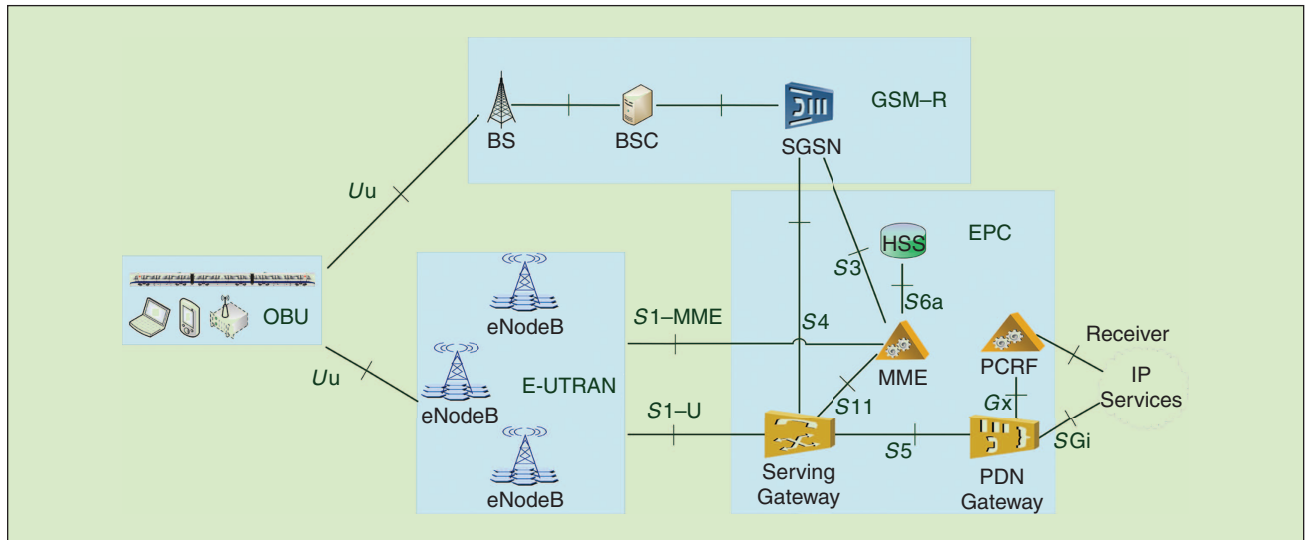 GSM–R
BS
BSC
SGSN
Uu
EPC
HSS
S3
S6a
OBU
eNodeB
S1–MME
S4
Receiver
Uu
MME
PCRF
IP
Services
E-UTRAN
eNodeB
S1–U
S11
Gx
SGi
S5
eNodeB
Serving
Gateway
PDN
Gateway